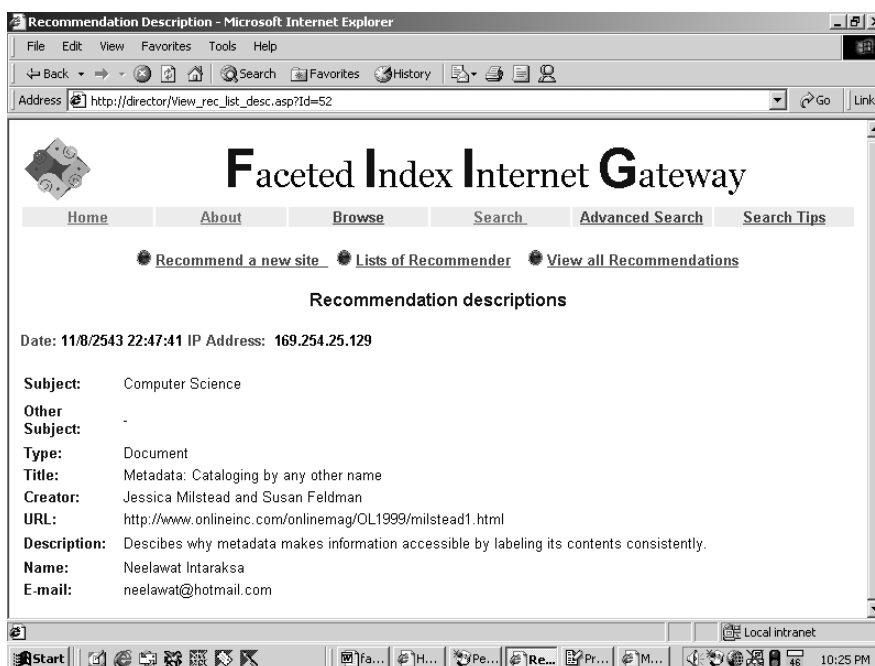 Recommendation Description - Microsoft Internet Explorer
File Edit View Favorites Tools Help
Back Search Favorites History
Address http://director/View_rec_list_desc.asp?Id=52 Go Link
Faceted Index Internet Gateway
Home About Browse Search Advanced Search Search Tips
Recommend a new site Lists of Recommender View all Recommendations
Recommendation descriptions
Date: 11/8/2543 22:47:41 IP Address: 169.254.25.129
Subject: Computer Science
Other
Subject: -
Type: Document
Title: Metadata: Cataloging by any other name
Creator: Jessica Milstead and Susan Feldman
URL: http://www.onlineinc.com/onlinemag/OL1999/milstead1.html
Description: Descibes why metadata makes information accessible by labeling its contents consistently.
Name: Neelawat Intaraksa
E-mail: neelawat@hotmail.com
Local intranet
Start fa... H... Pe... Re... Pr... M... 46 10:25 PM